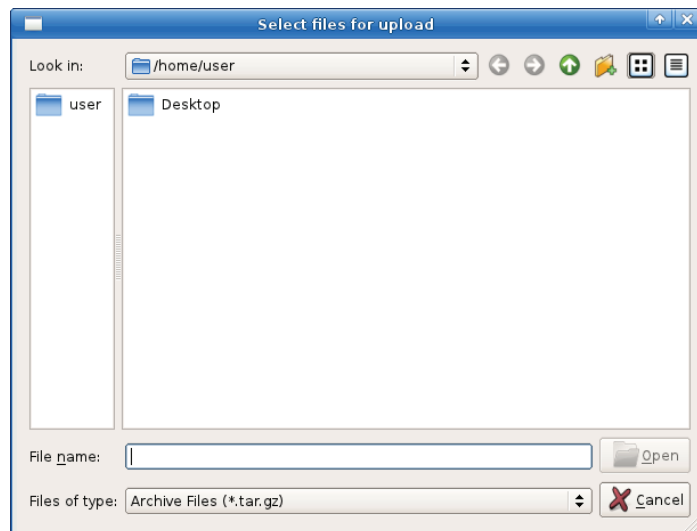 Select files for upload
Look in: /home/user
user Desktop
File name: Open
Files of type: Archive Files (*.tar.gz) Cancel